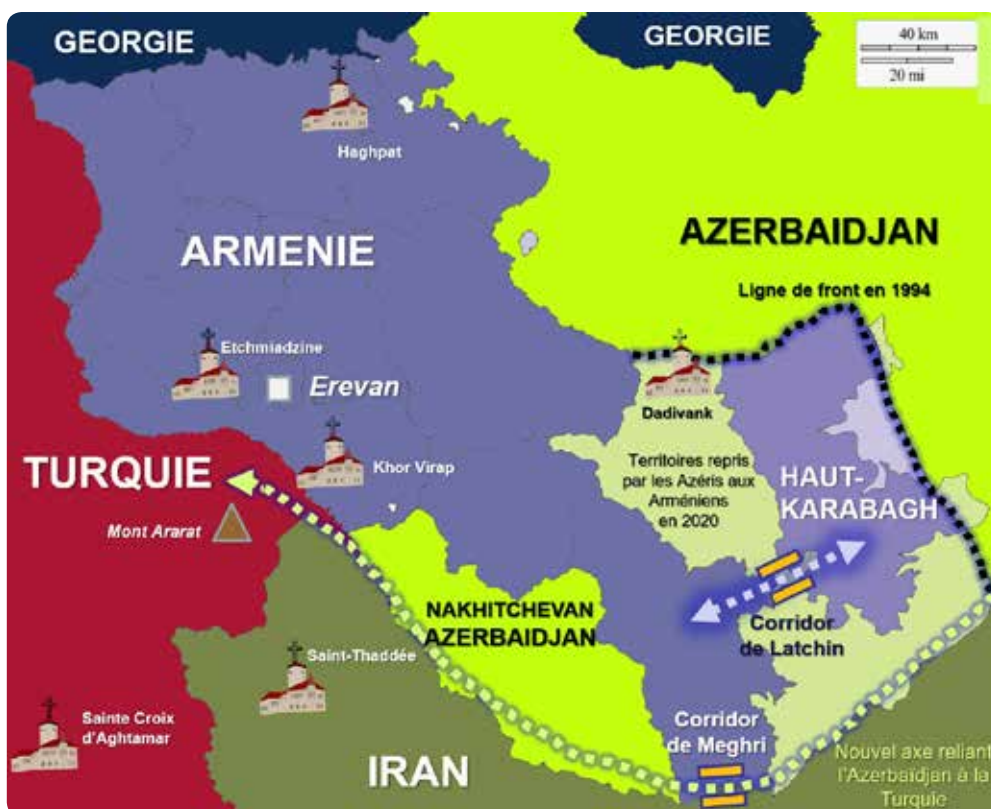 GEORGIE
GEORGIE
40 km
20 mi
Haghpat
ARMENIE
AZERBAIDJAN
Ligne de front en 1994
Etchmiadzine
Erevan
Dadivank
Khor Virap
TURQUIE
Territoires repris
par les Azéris aux
Arméniens
en 2020
HAUT-
KARABAGH
Mont Ararat
NAKHITCHEVAN
AZERBAIDJAN
Corridor
de Latchin
Saint-Thaddée
Sainte Croix
d'Aghtamar
Corridor
de Meghri
IRAN
Nouvel axe reliant
l'Azerbaïdjan à la
Turquie